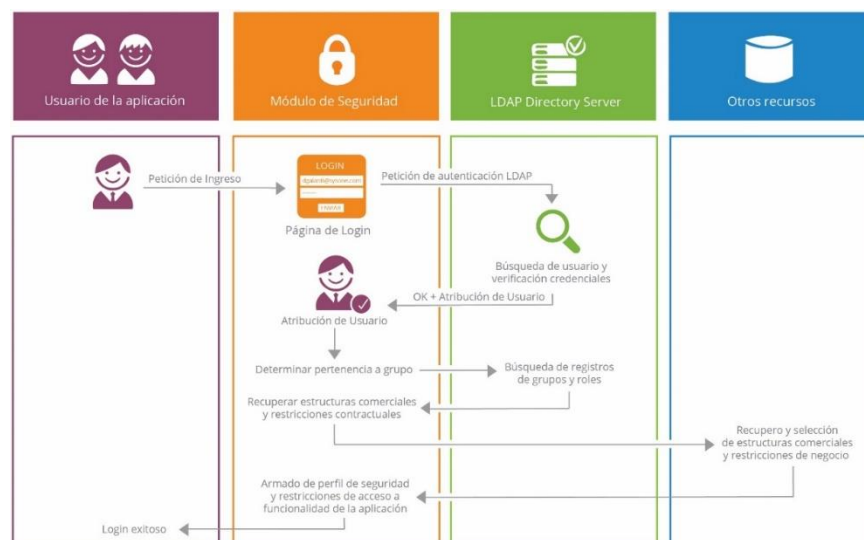 Usuario de la aplicación
Módulo de Seguridad
LDAP Directory Server
Otros recursos
Petición de Ingreso
LOGIN
Petición de autenticación LDAP
Página de Login
Búsqueda de usuario y
verificación credenciales
OK + Atribución de Usuario
Atribución de Usuario
Determinar pertenencia a grupo
Búsqueda de registros
de grupos y roles
Recuperar estructuras comerciales
y restricciones contractuales
Recupero y selección
de estructuras comerciales
y restricciones de negocio
Armado de perfil de seguridad
y restricciones de acceso a
funcionalidad de la aplicación
Login exitoso